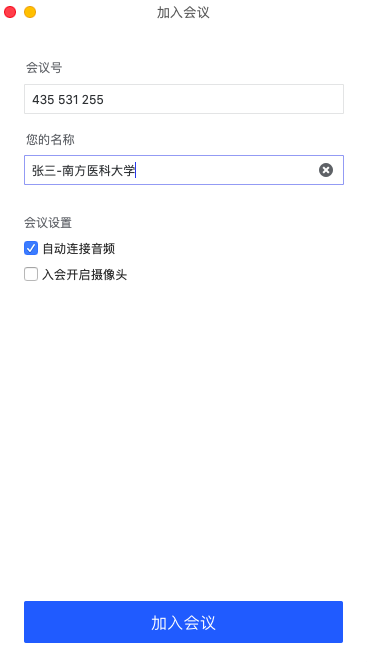 加入会议
会议号
435 531 255
您的名称
张三-南方医科大学
会议设置
自动连接音频
入会开启摄像头
加入会议